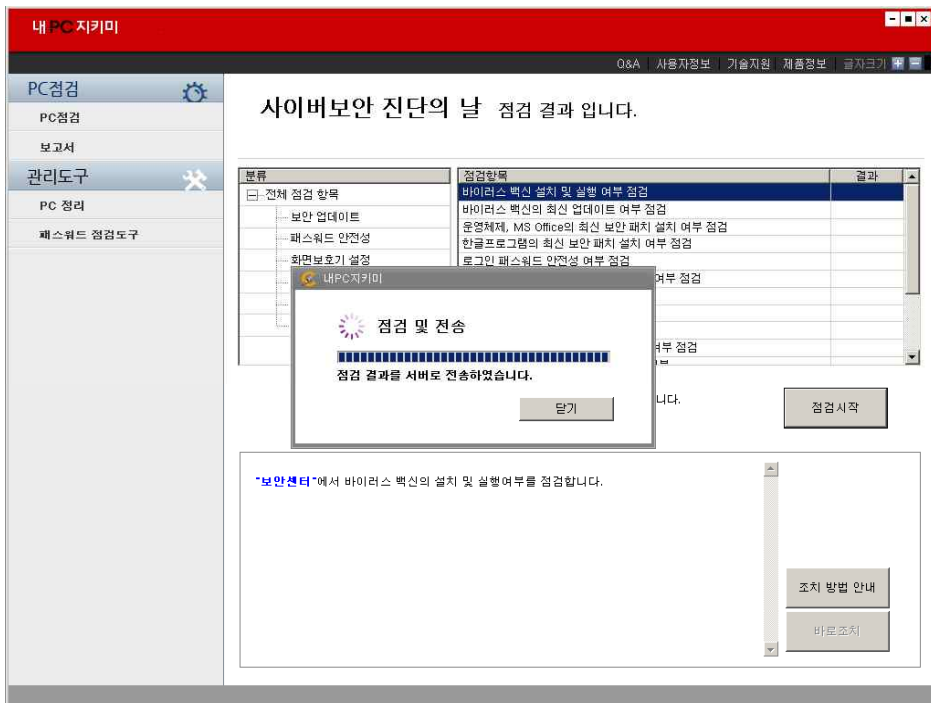 내PC지키미
Q&A 사용자정보 기술지원 제품정보 글자크기
PC점검
PC점검
보고서
관리도구
PC 정리
패스워드 점검도구
사이버보안 진단의 날 점검 결과 입니다.
분류
전체 점검 항목
보안 업데이트
패스워드 안전성
화면보호기 설정
점검항목 결과
바이러스 백신 설치 및 실행 여부 점검
바이러스 백신의 최신 업데이트 여부 점검
운영체제, MS Office의 최신 보안 패치 설치 여부 점검
한글프로그램의 최신 보안 패치 설치 여부 점검
로그인 패스워드 안전성 여부 점검
여부 점검
여부 점검
내PC지키미
점검 및 전송
점검 결과를 서버로 전송하였습니다.
닫기
니다.
점검시작
"보안센터"에서 바이러스 백신의 설치 및 실행여부를 점검합니다.
조치 방법 안내
바로조치